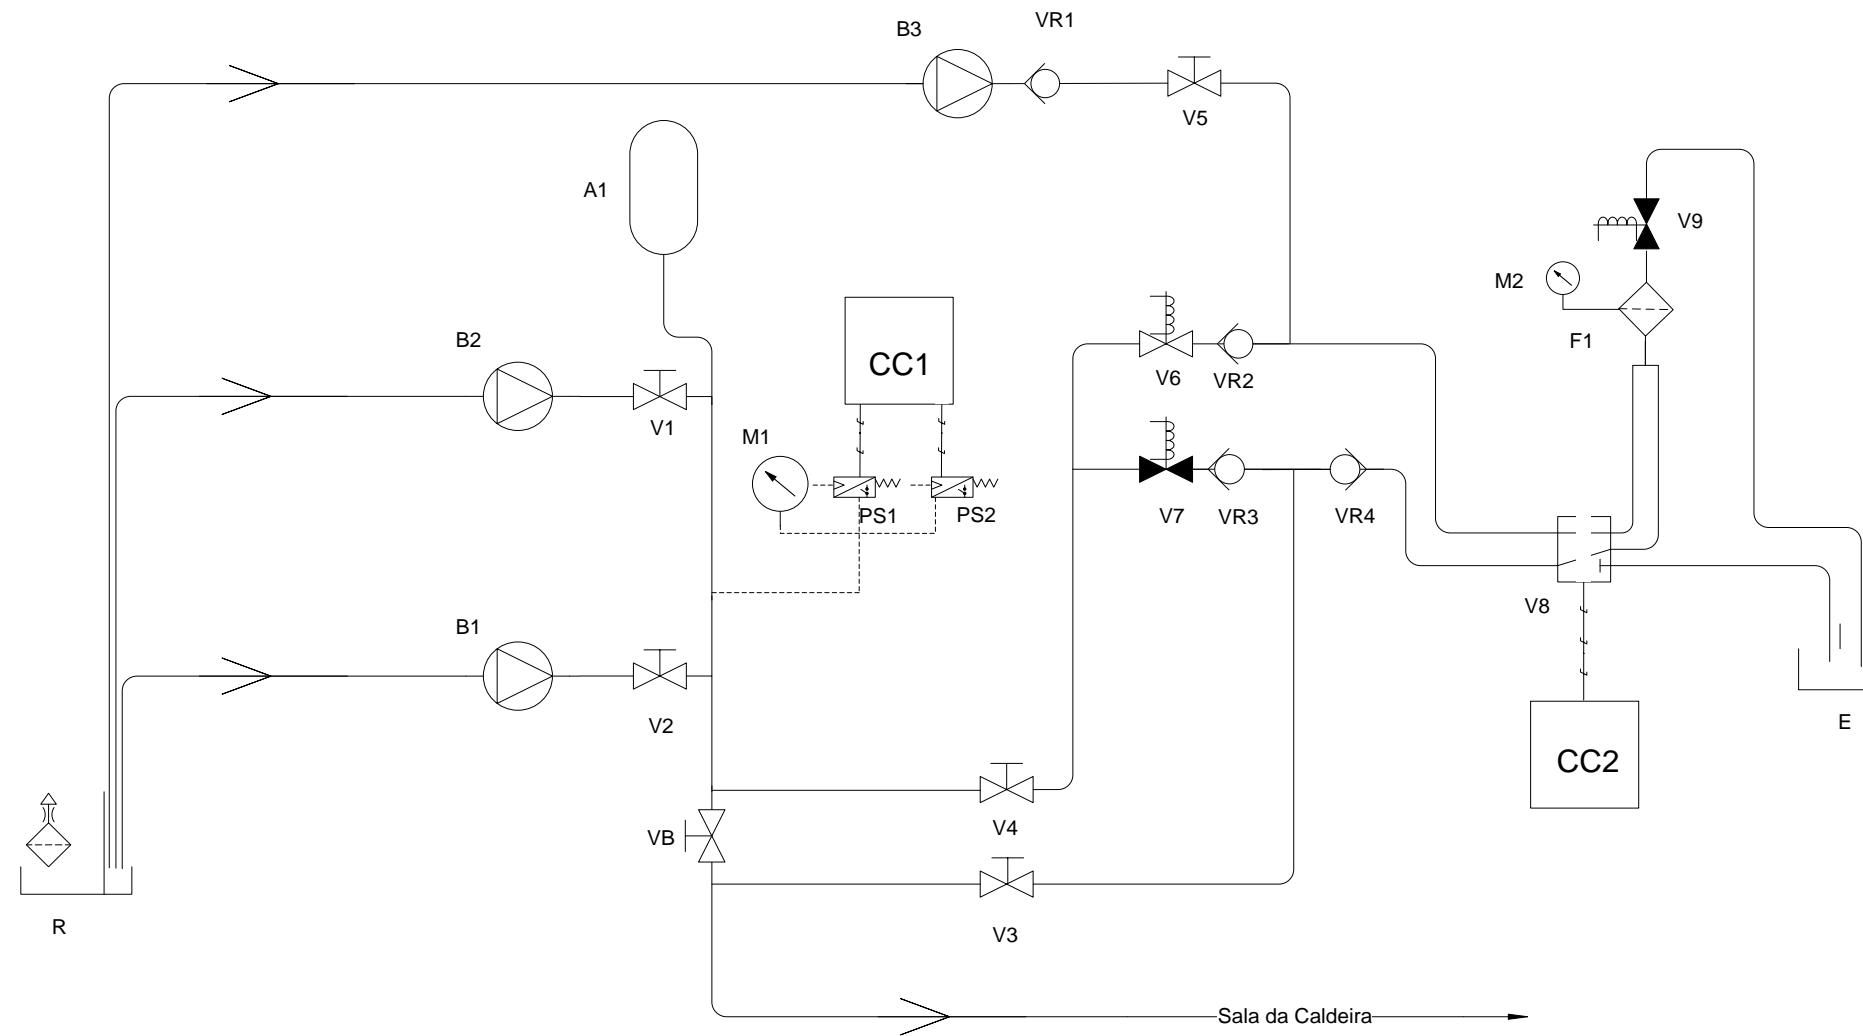 VR1
B3
V5
A1
V9
M2
F1
B2
CC1
V6
VR2
V1
M1
PS1
PS2
V7
VR3
VR4
V8
B1
V2
E
CC2
V4
VB
R
V3
Sala da Caldeira